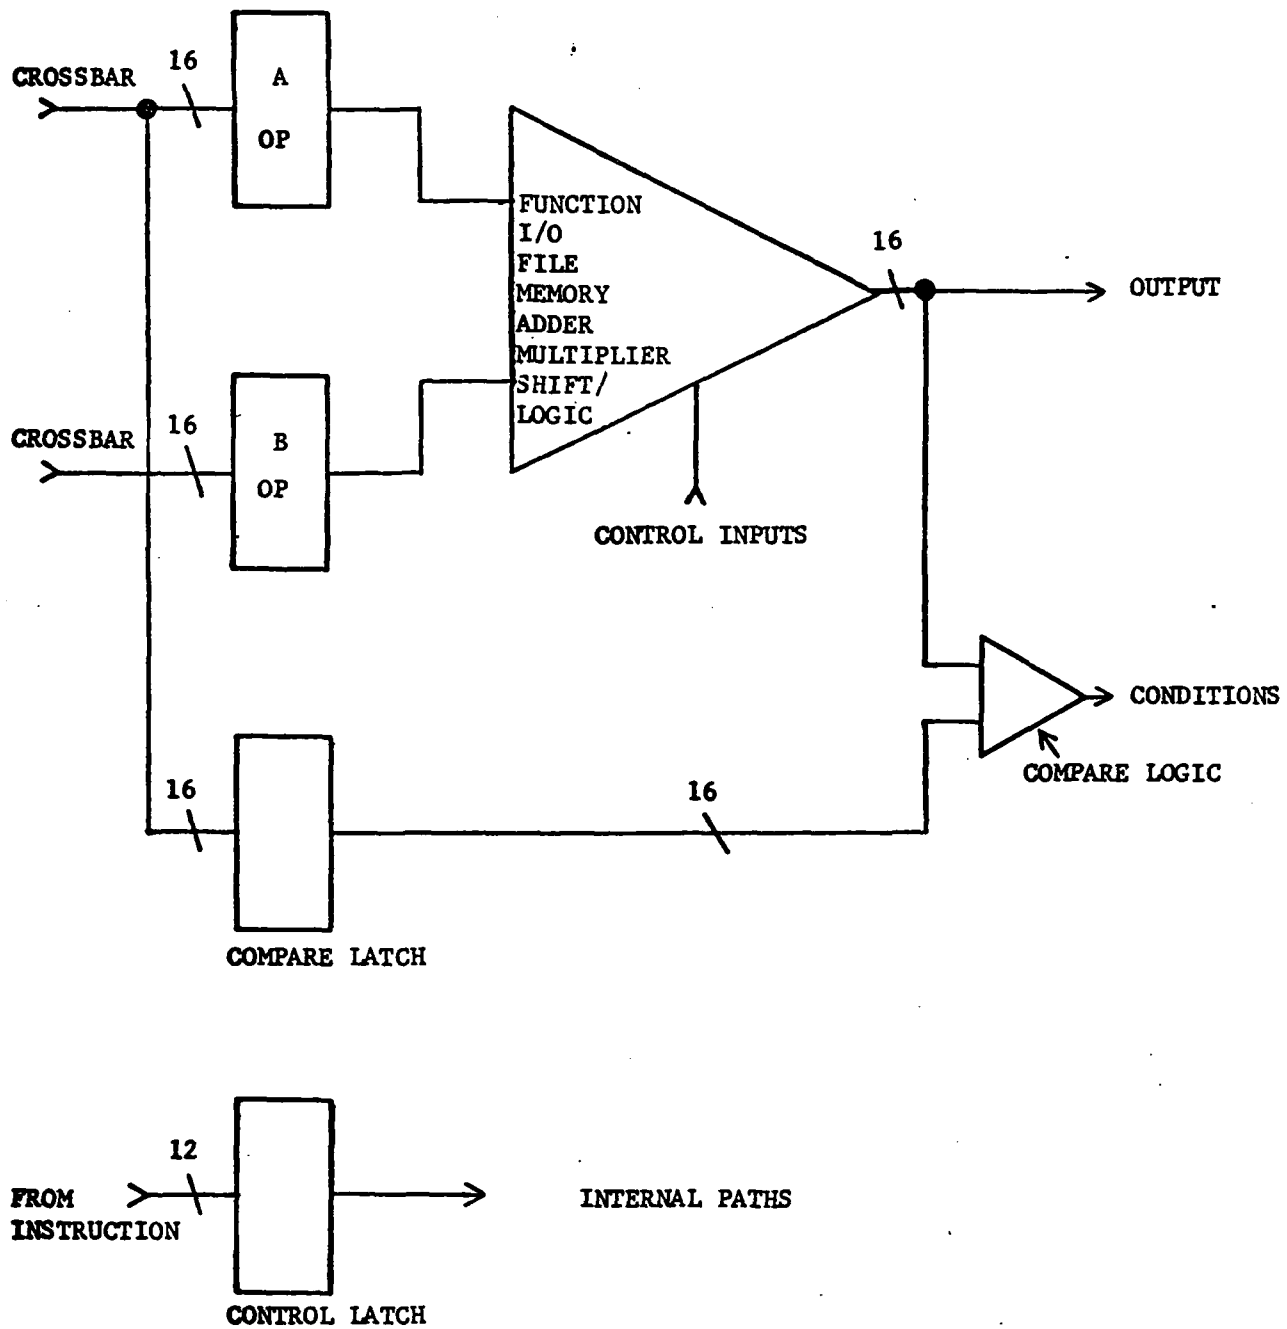 16
CROSSBAR
A
OP
FUNCTION
I/O
FILE
MEMORY
ADDER
MULTIPLIER
SHIFT/
LOGIC
16
OUTPUT
16
CROSSBAR
B
OP
CONTROL INPUTS
CONDITIONS
COMPARE LOGIC
16
16
COMPARE LATCH
12
FROM
INSTRUCTION
INTERNAL PATHS
CONTROL LATCH